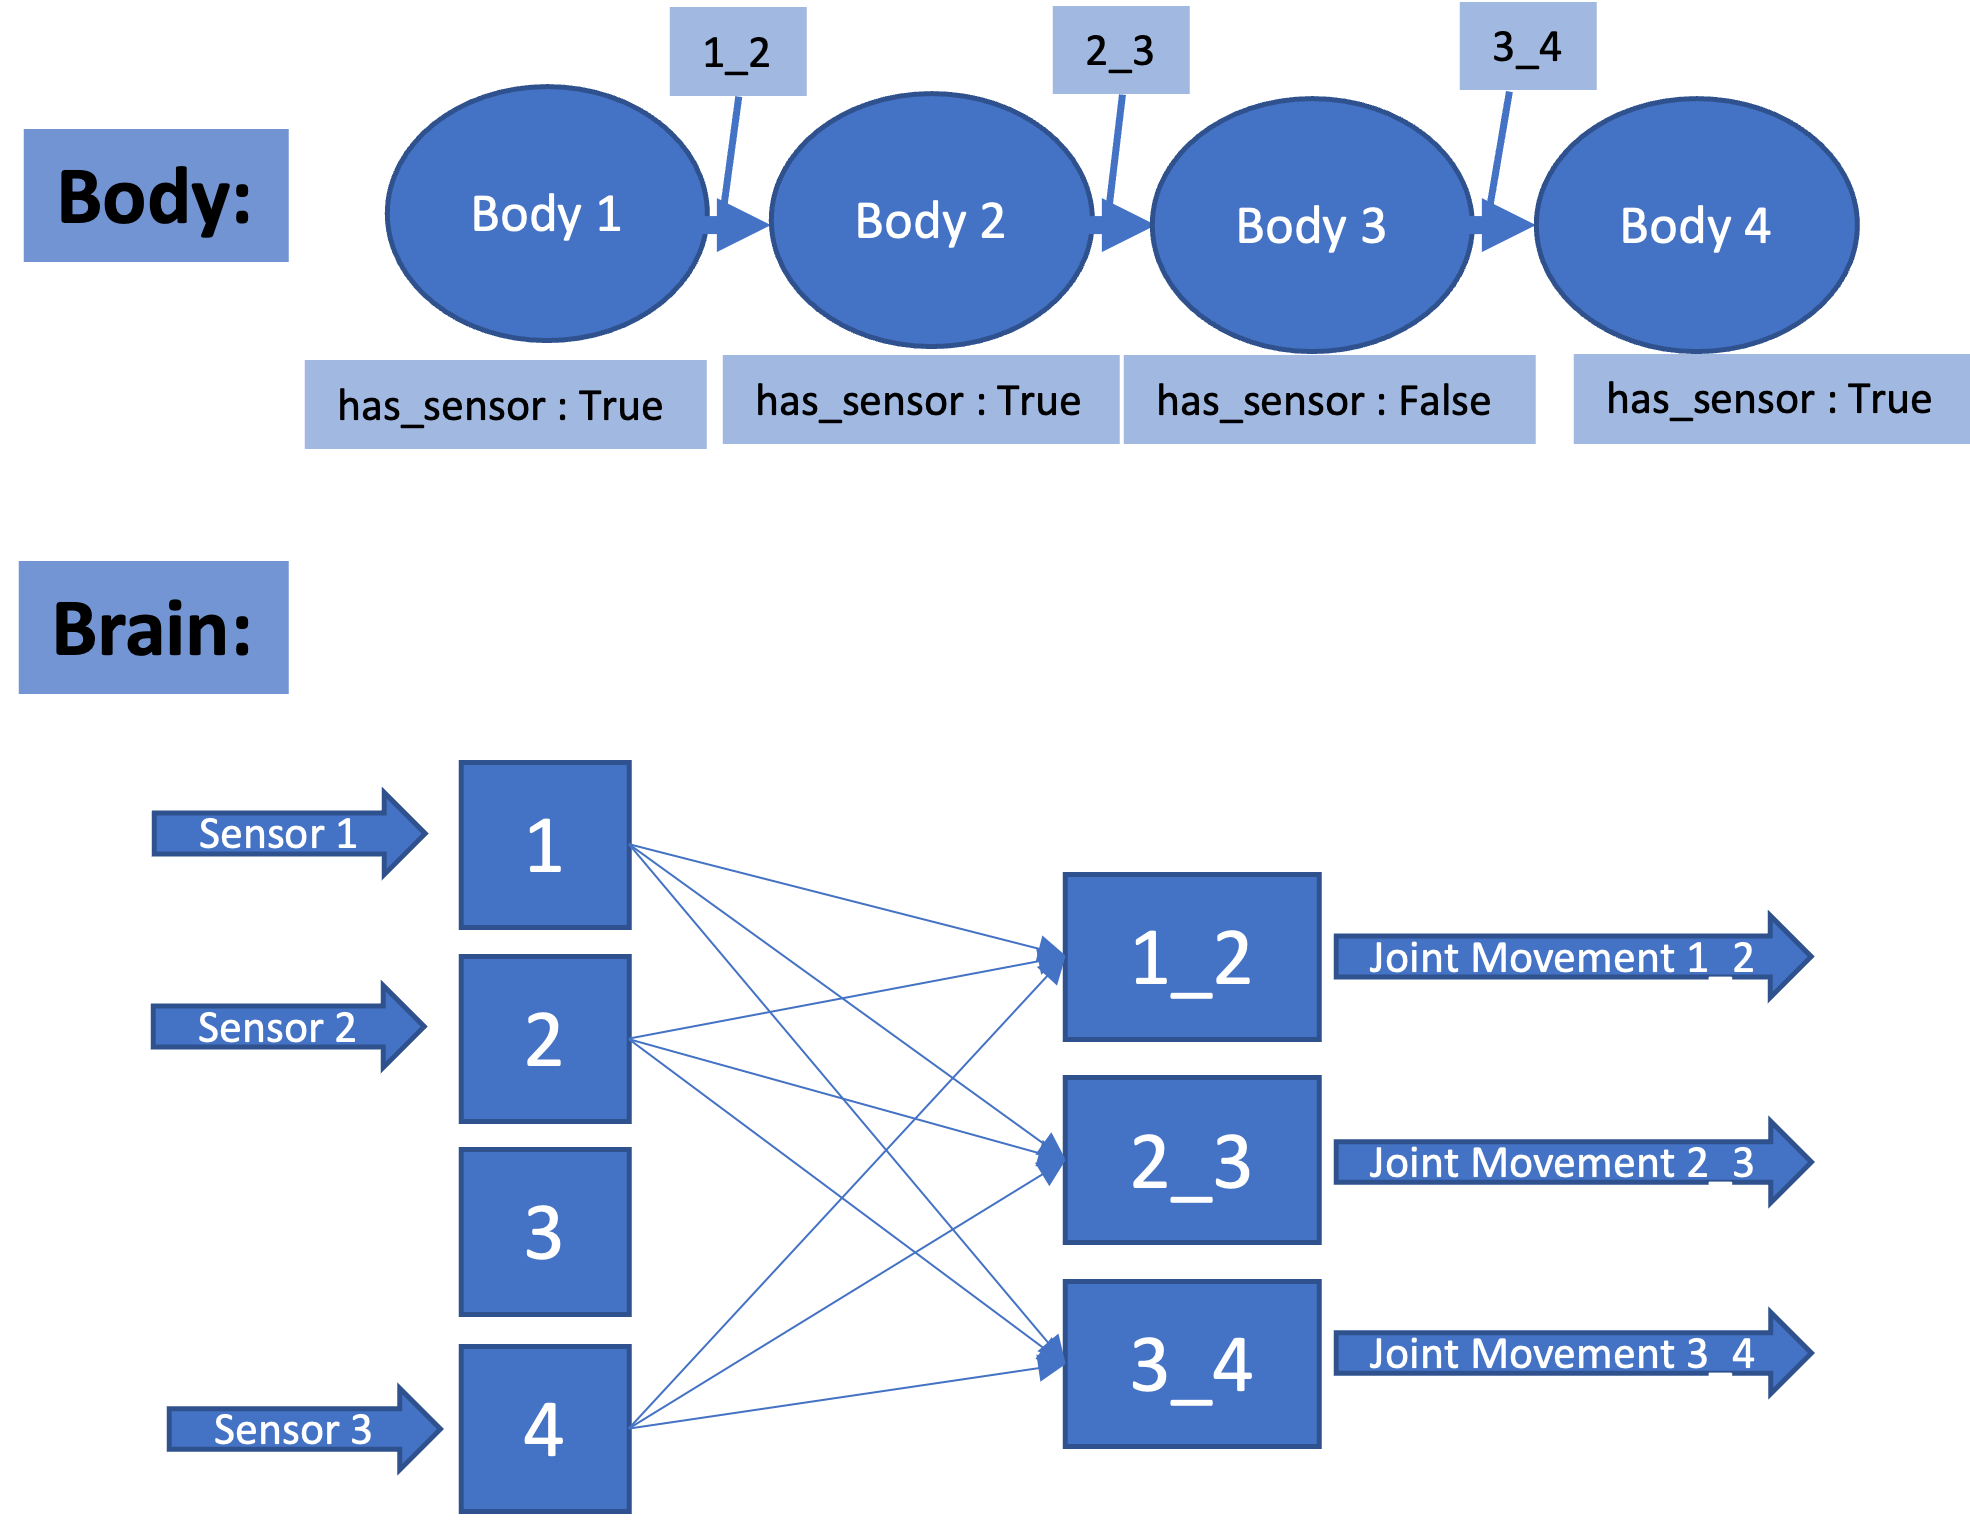 1_2
2_3
3_4
Body:
Body 1
Body 2
Body 3
Body 4
has_sensor : True
has_sensor : True
has_sensor : False
has_sensor : True
Brain:
Sensor 1
1
Sensor 2
2
3
Sensor 3
4
1_2
Joint Movement 1_2
2_3
Joint Movement 2_3
3_4
Joint Movement 3_4